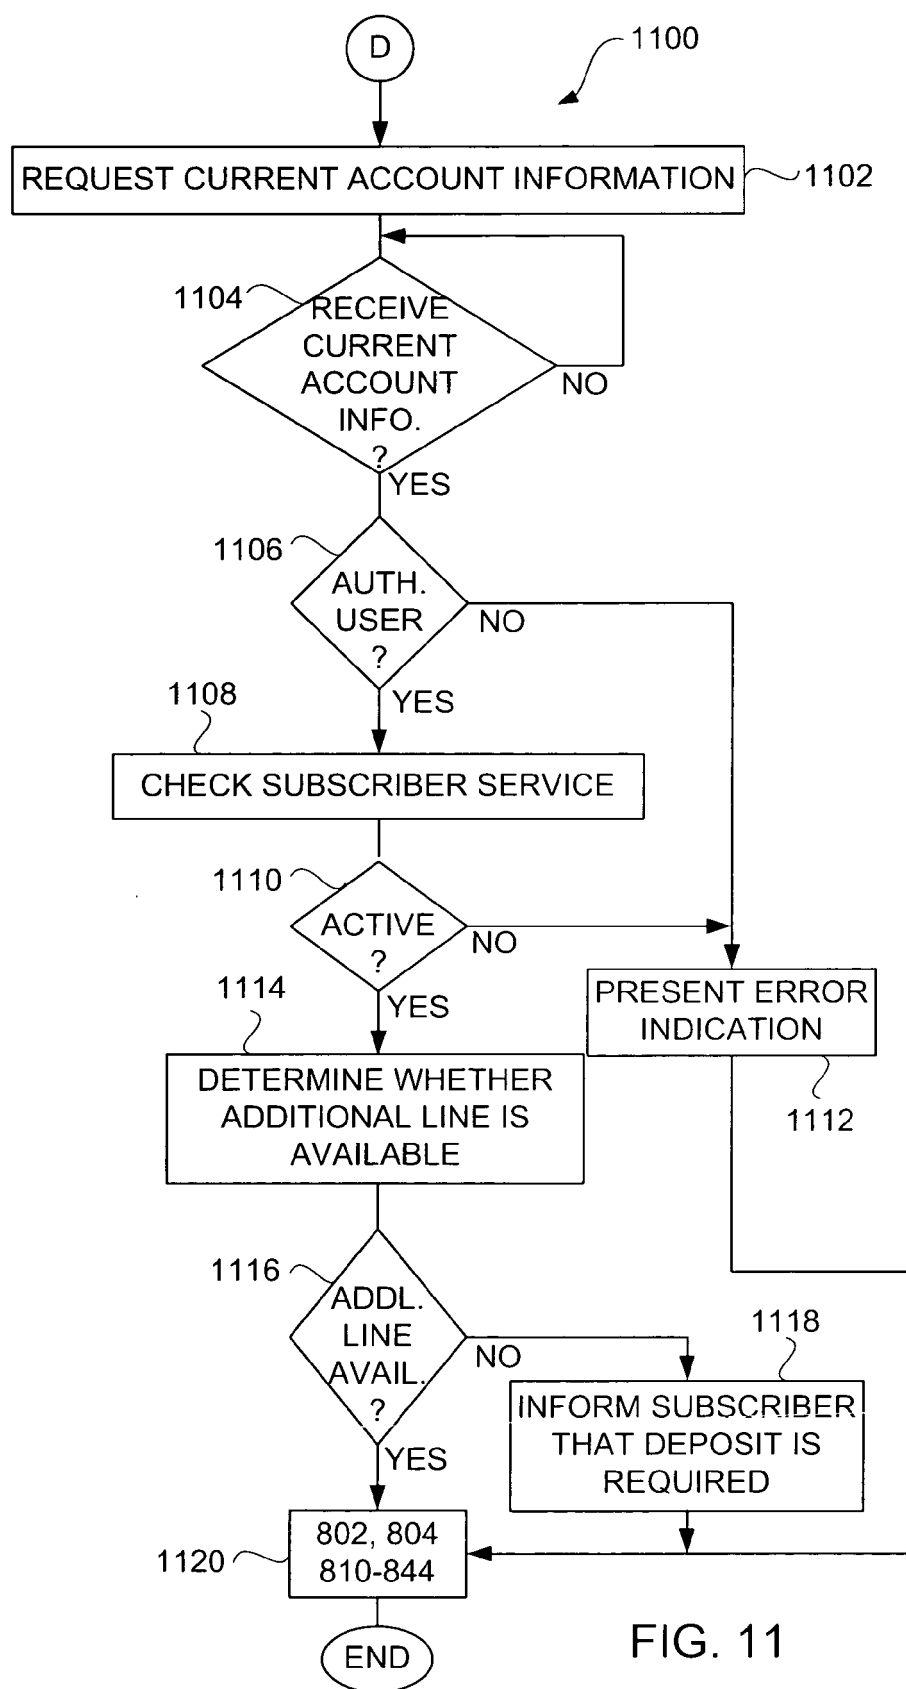 D
1100
REQUEST CURRENT ACCOUNT INFORMATION
1102
1104
RECEIVE
CURRENT
ACCOUNT
INFO.
?
NO
YES
1106
AUTH.
USER
?
NO
YES
1108
CHECK SUBSCRIBER SERVICE
1110
ACTIVE
?
NO
YES
PRESENT ERROR
INDICATION
1112
1114
DETERMINE WHETHER
ADDITIONAL LINE IS
AVAILABLE
1116
ADDL.
LINE
AVAIL.
?
NO
YES
1118
INFORM SUBSCRIBER
THAT DEPOSIT IS
REQUIRED
1120
802, 804
810-844
END
FIG. 11